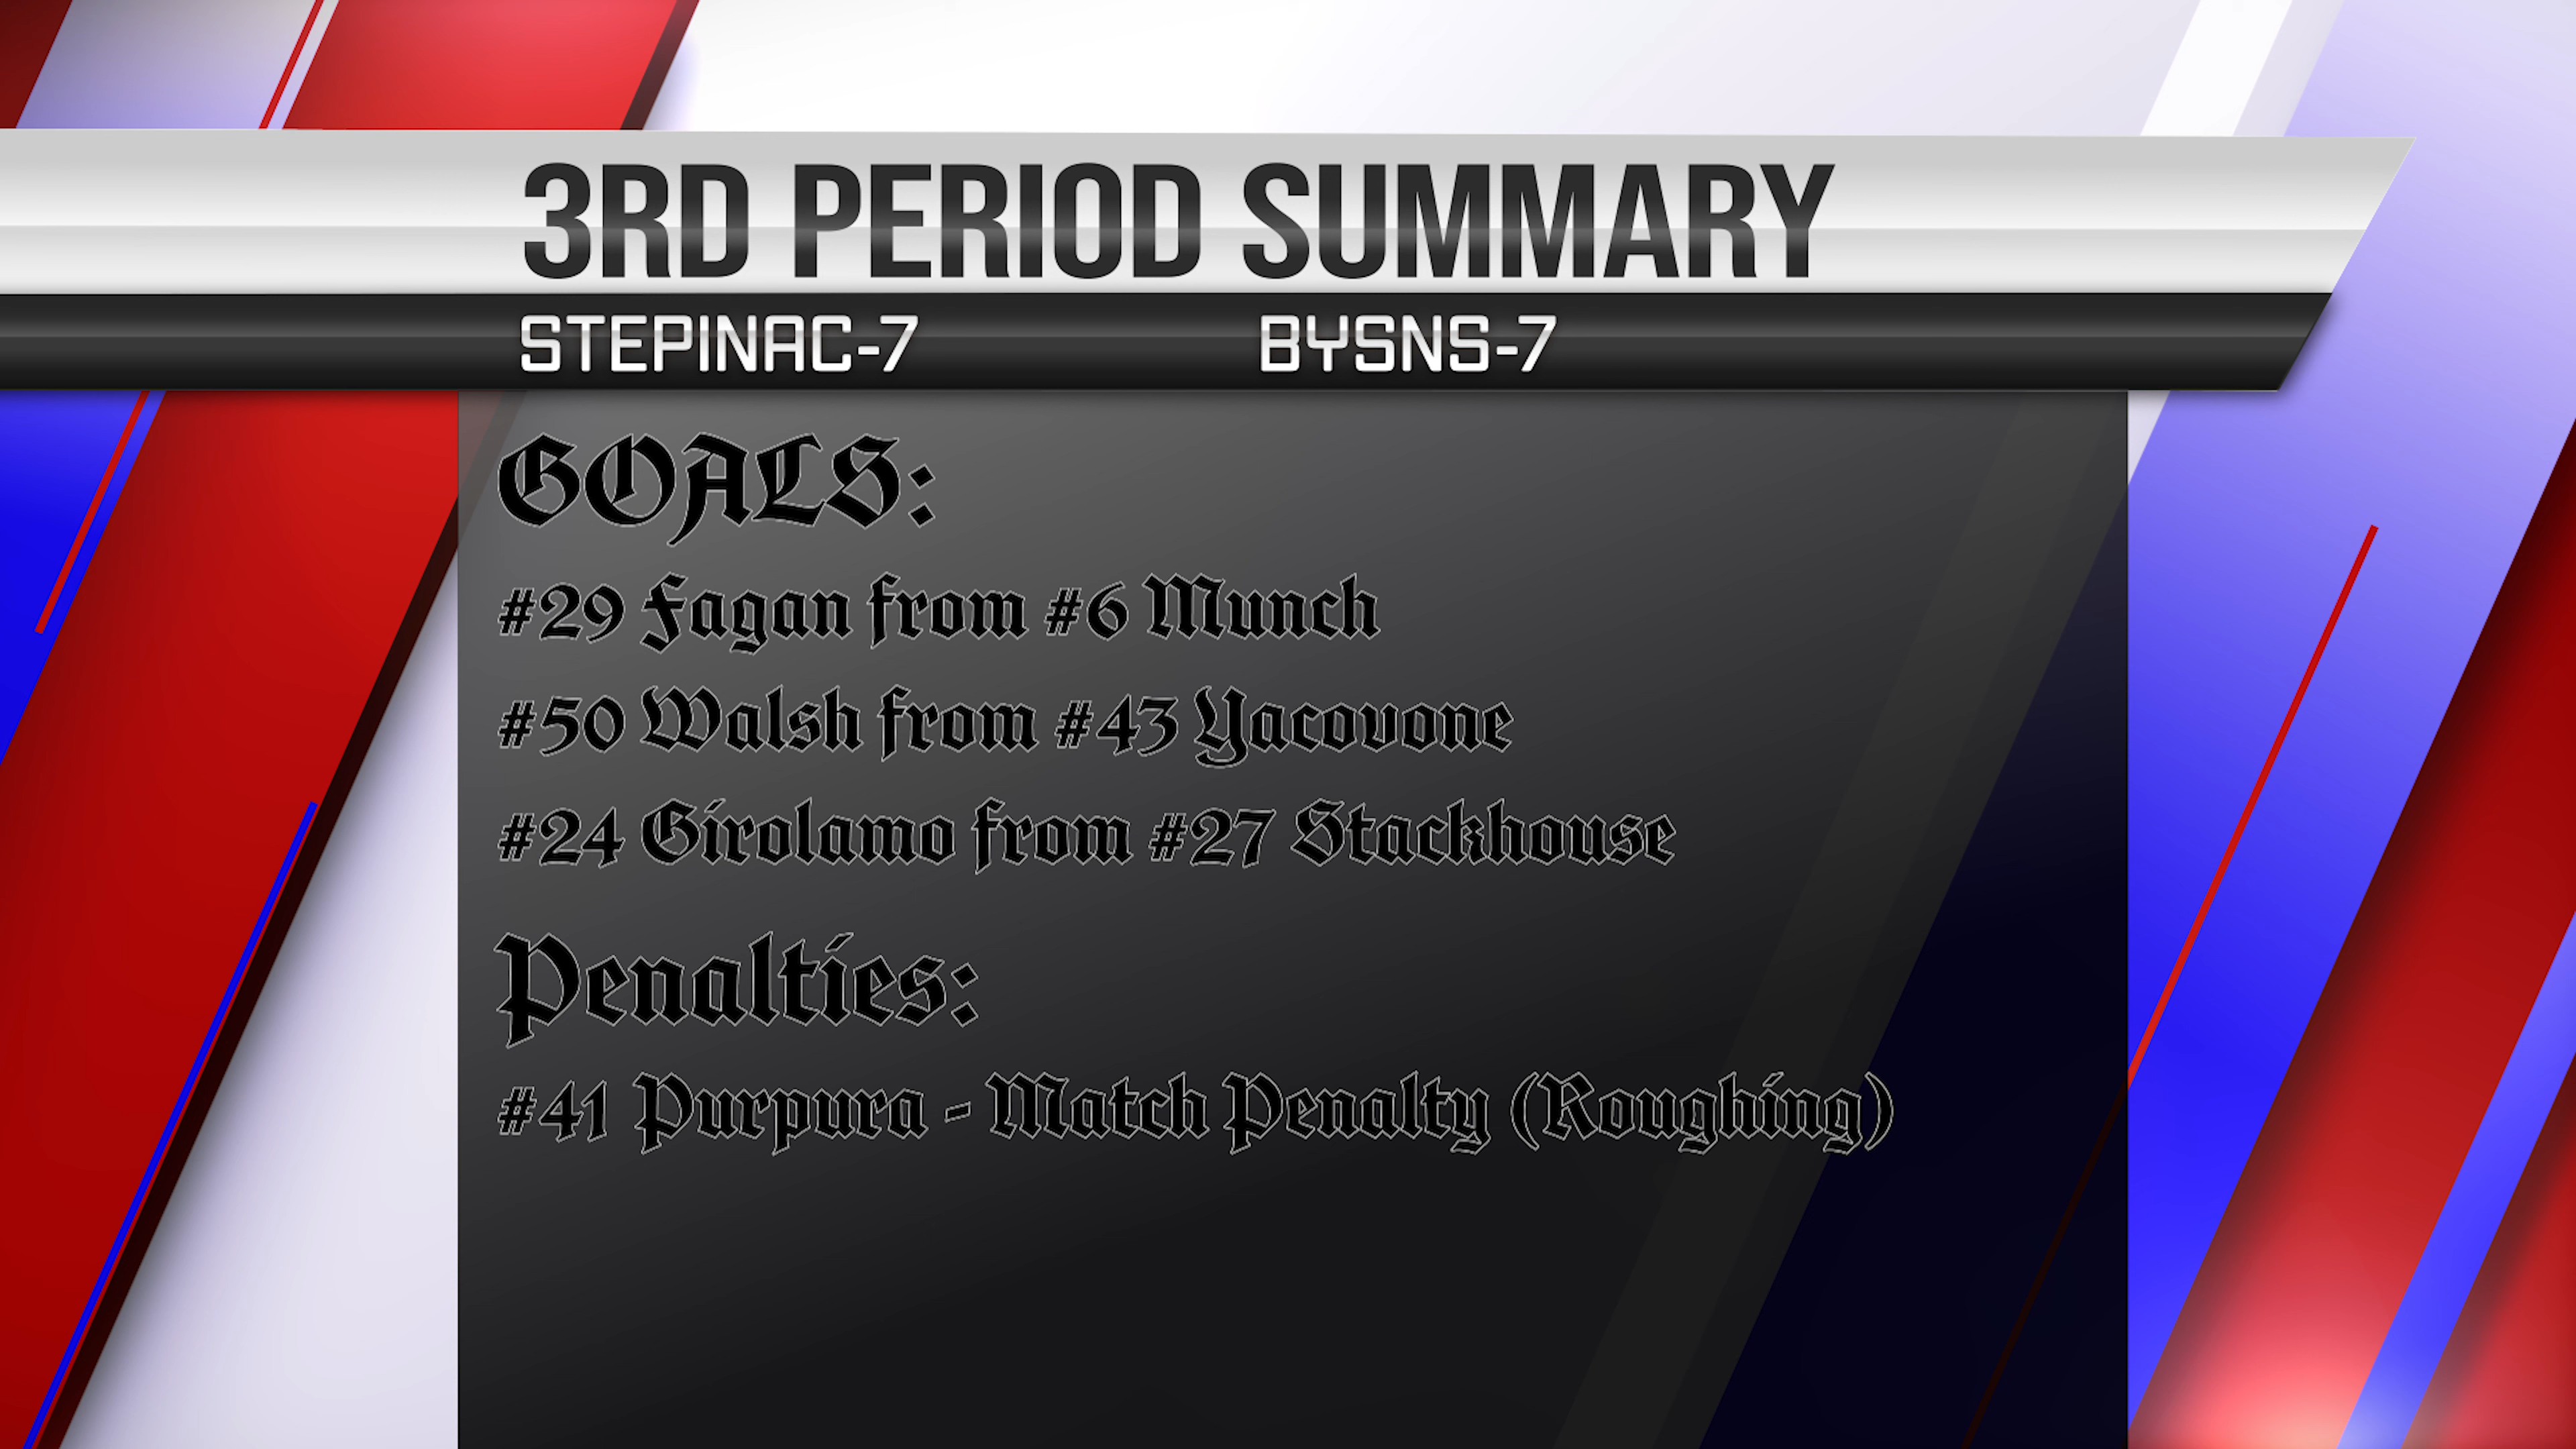 3RD PERIOD SUMMARY
STEPINAC-7 BYSNS-7
GOALS:
#29 Fagan from #6 Munch
#50 Walsh from #43 Yacovone
#24 Girolamo from #27 Stackhouse
Penalties:
#41 Purpura - Match Penalty (Roughing)